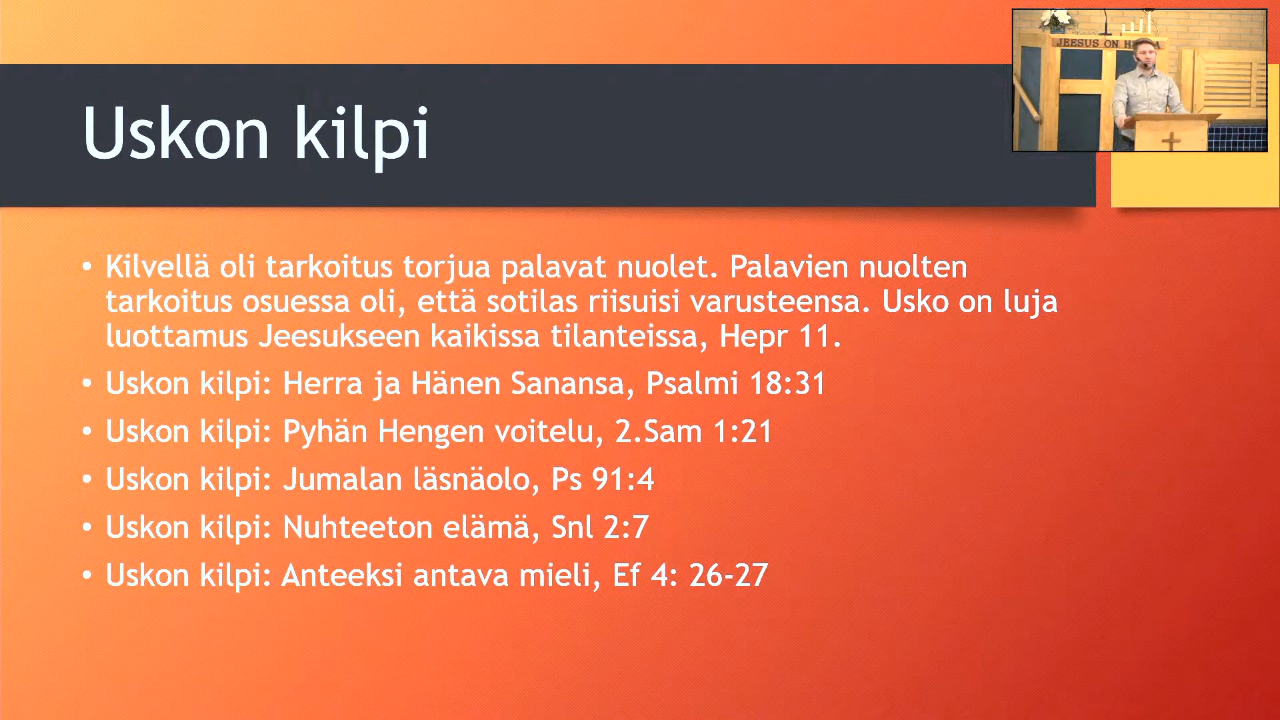 JEESUS ON HERRA
Uskon kilpi
• Kilvellä oli tarkoitus torjua palavat nuolet. Palavien nuolten
tarkoitus osuessa oli, että sotilas riisuisi varusteensa. Usko on luja
luottamus Jeesukseen kaikissa tilanteissa, Hepr 11.
• Uskon kilpi: Herra ja Hänen Sanansa, Psalmi 18:31
• Uskon kilpi: Pyhän Hengen voitelu, 2.Sam 1:21
• Uskon kilpi: Jumalan läsnäolo, Ps 91:4
• Uskon kilpi: Nuhteeton elämä, Snl 2:7
• Uskon kilpi: Anteeksi antava mieli, Ef 4: 26-27